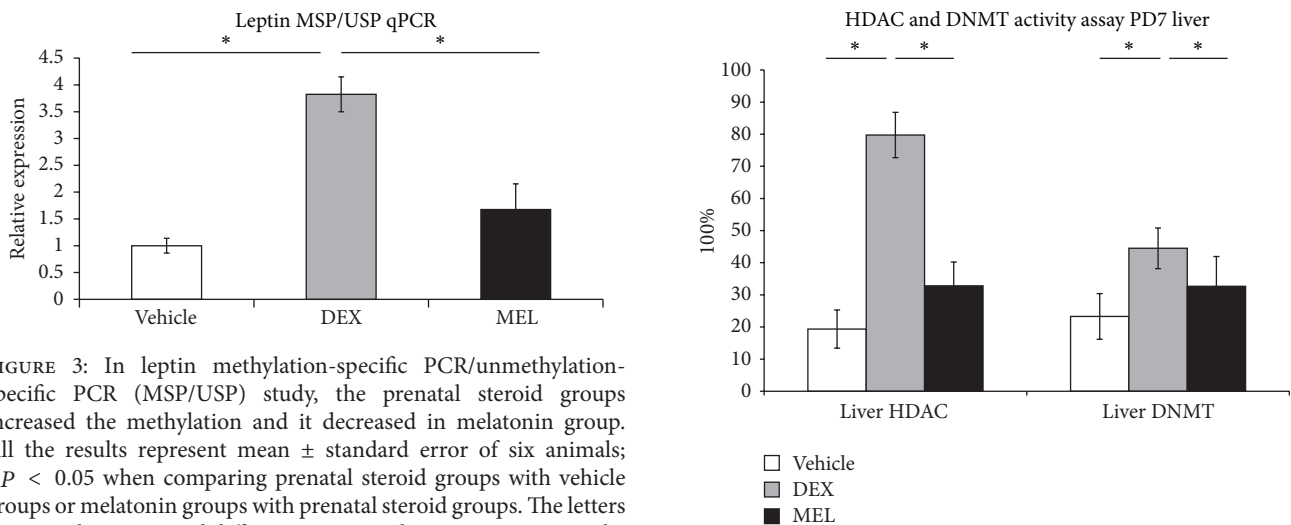 Leptin MSP/USP qPCR
*
*
4.5
4
3.5
3
2.5
2
1.5
1
0.5
0
Relative expression
Vehicle
DEX
MEL
IGURE 3: In leptin methylation-specific PCR/unmethylation-
pecific PCR (MSP/USP) study, the prenatal steroid groups
ncreased the methylation and it decreased in melatonin group.
ll the results represent mean ± standard error of six animals;
P < 0.05 when comparing prenatal steroid groups with vehicle
roups or melatonin groups with prenatal steroid groups. The letters
HDAC and DNMT activity assay PD7 liver
*
*
*
*
100
90
80
70
60
50
40
30
20
10
0
100%
Liver HDAC
Liver DNMT
Vehicle
DEX
MEL